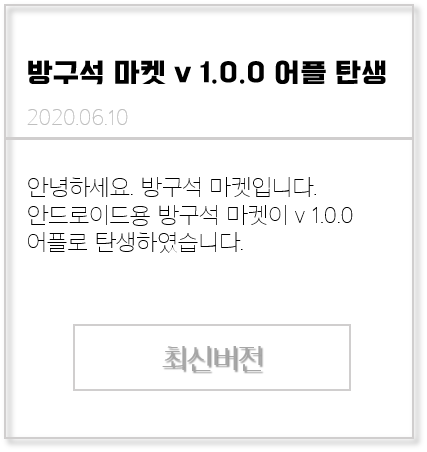 방구석 마켓 v 1.0.0 어플 탄생
2020.06.10
안녕하세요. 방구석 마켓입니다.
안드로이드용 방구석 마켓이 v 1.0.0
어플로 탄생하였습니다.
최신버전